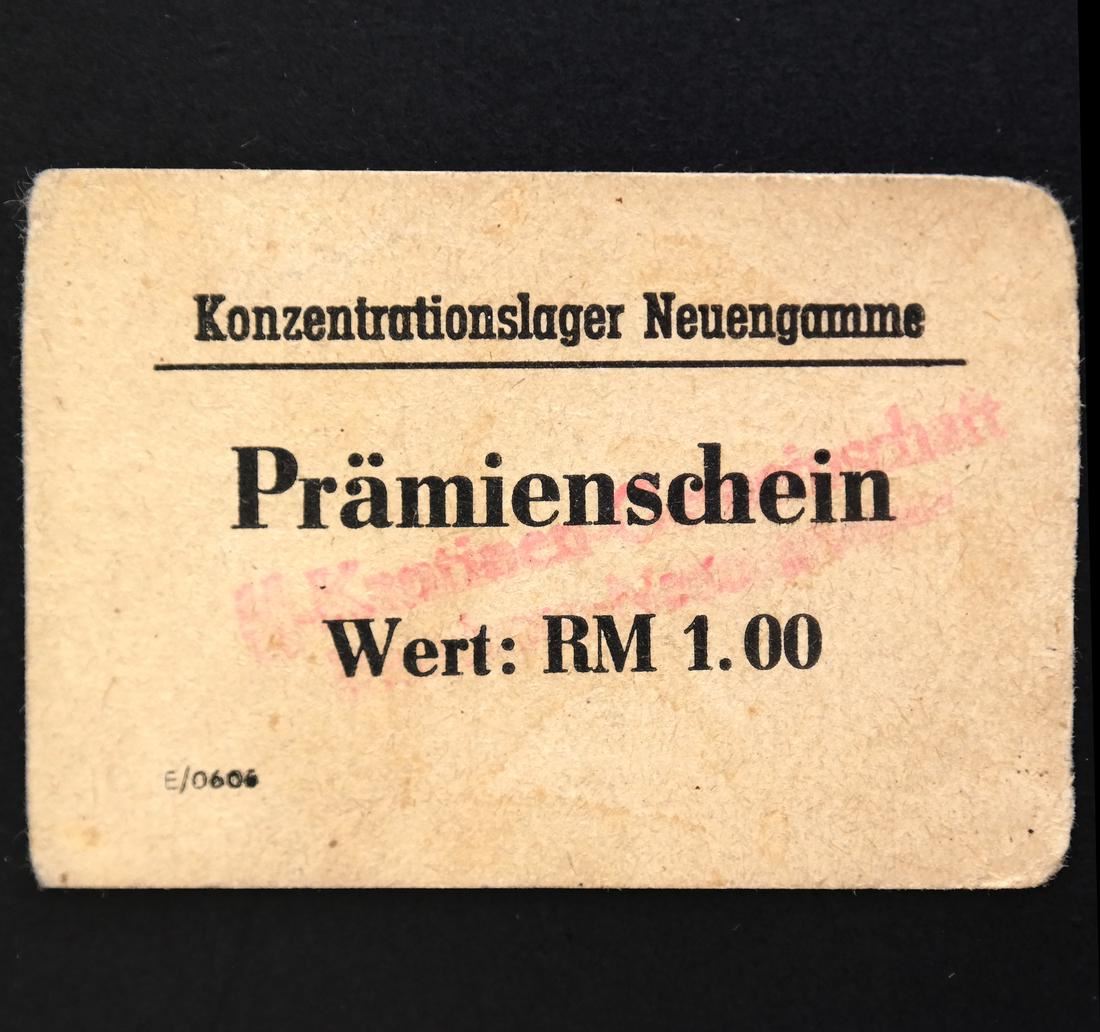 Konzentrationslager Neuengamme
Prämienschein
Wert: RM 1.00
E/0606